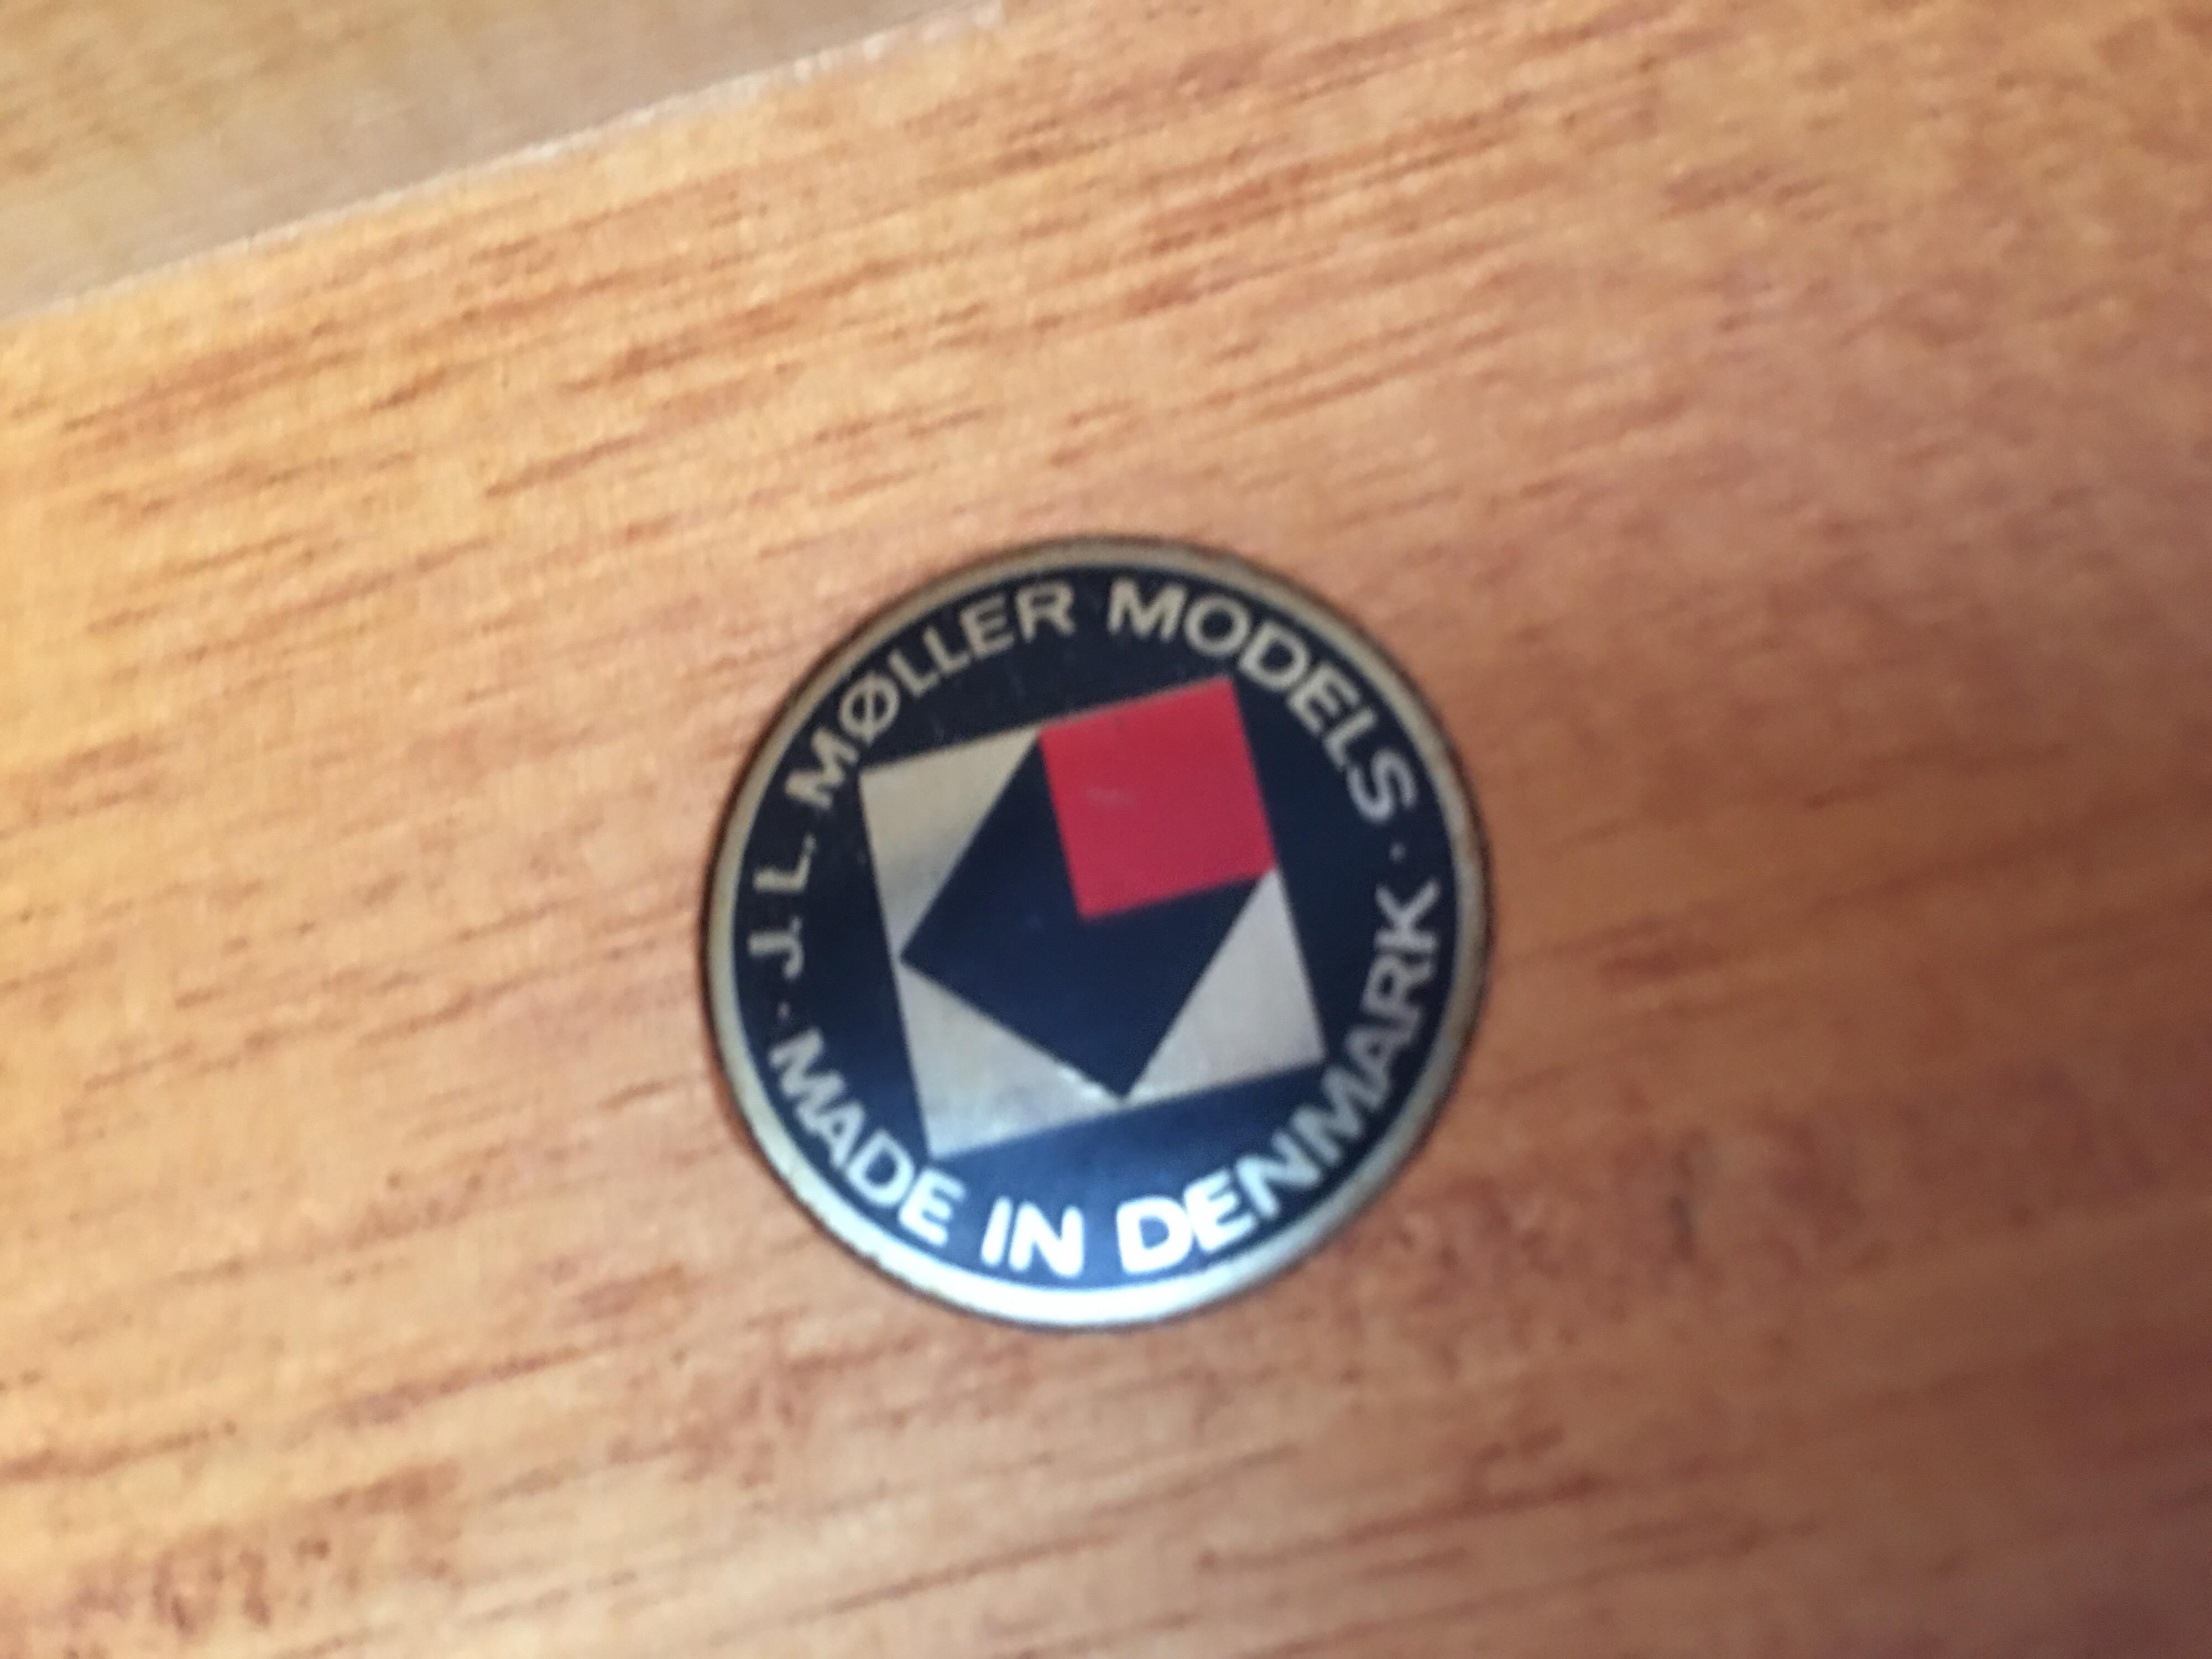 J.L. MØLLER MODELS
· MADE IN DENMARK ·